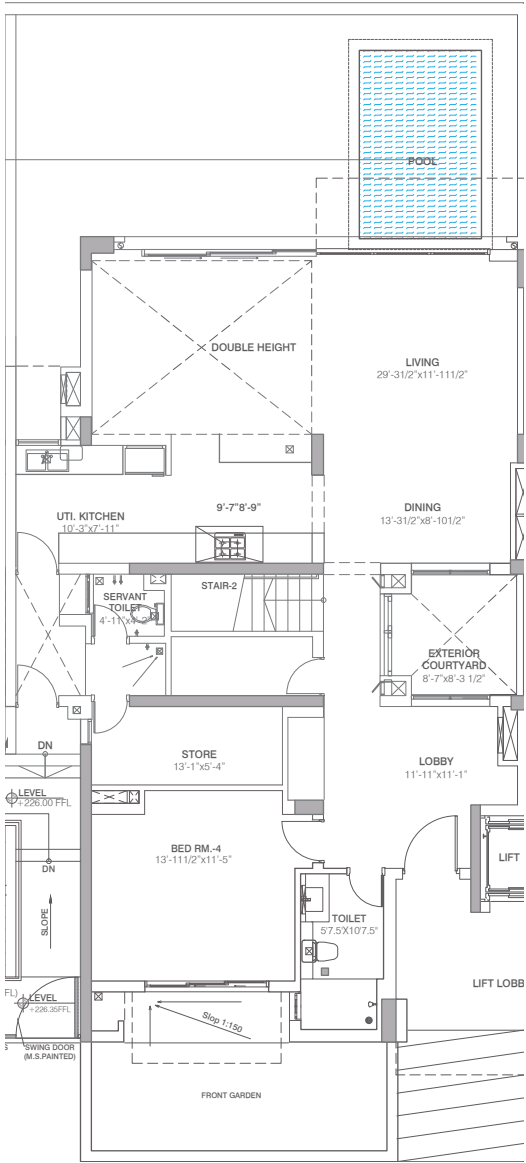 POOL
DOUBLE HEIGHT
LIVING
29'-31/2"x11'-111/2"
9'-7"8'-9"
DINING
13'-31/2"x8'-101/2"
UTI. KITCHEN
10'-3"x7'-11"
STAIR-2
SERVANT
TOILET
4'-11"x4'-2"
EXTERIOR
COURTYARD
8'-7"x8'-3 1/2"
DN
STORE
13'-1"x5'-4"
LOBBY
11'-11"x11'-1"
LEVEL
+226.00 FFL
BED RM.-4
13'-111/2"x11'-5"
LIFT
DN
SLOPE
TOILET
5'7.5'X10'7.5"
LIFT LOBB
FL)
LEVEL
+226.35FFL
Slop 1:150
S
SWING DOOR
(M.S.PAINTED)
FRONT GARDEN